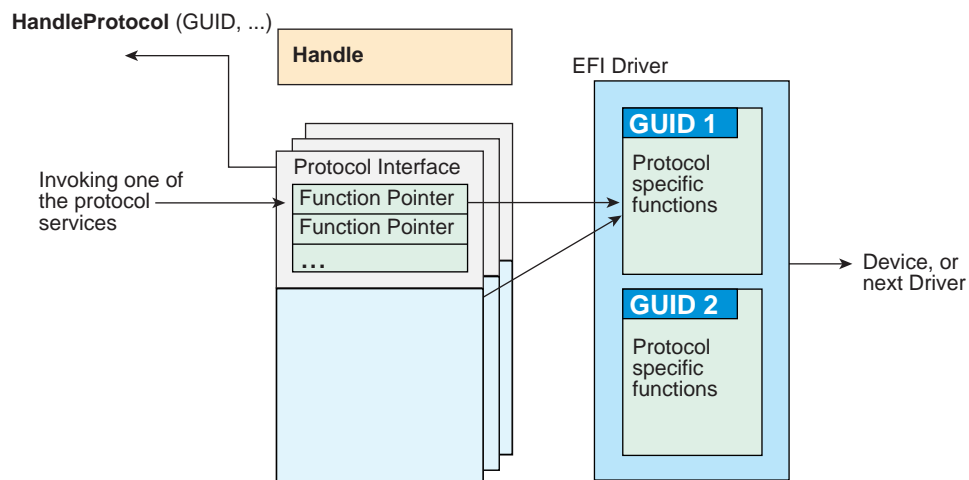 HandleProtocol (GUID, ...)
Handle
EFI Driver
GUID 1
Protocol Interface
Protocol
specific
functions
Invoking one of
the protocol
services
Function Pointer
Function Pointer
...
Device, or
next Driver
GUID 2
Protocol
specific
functions